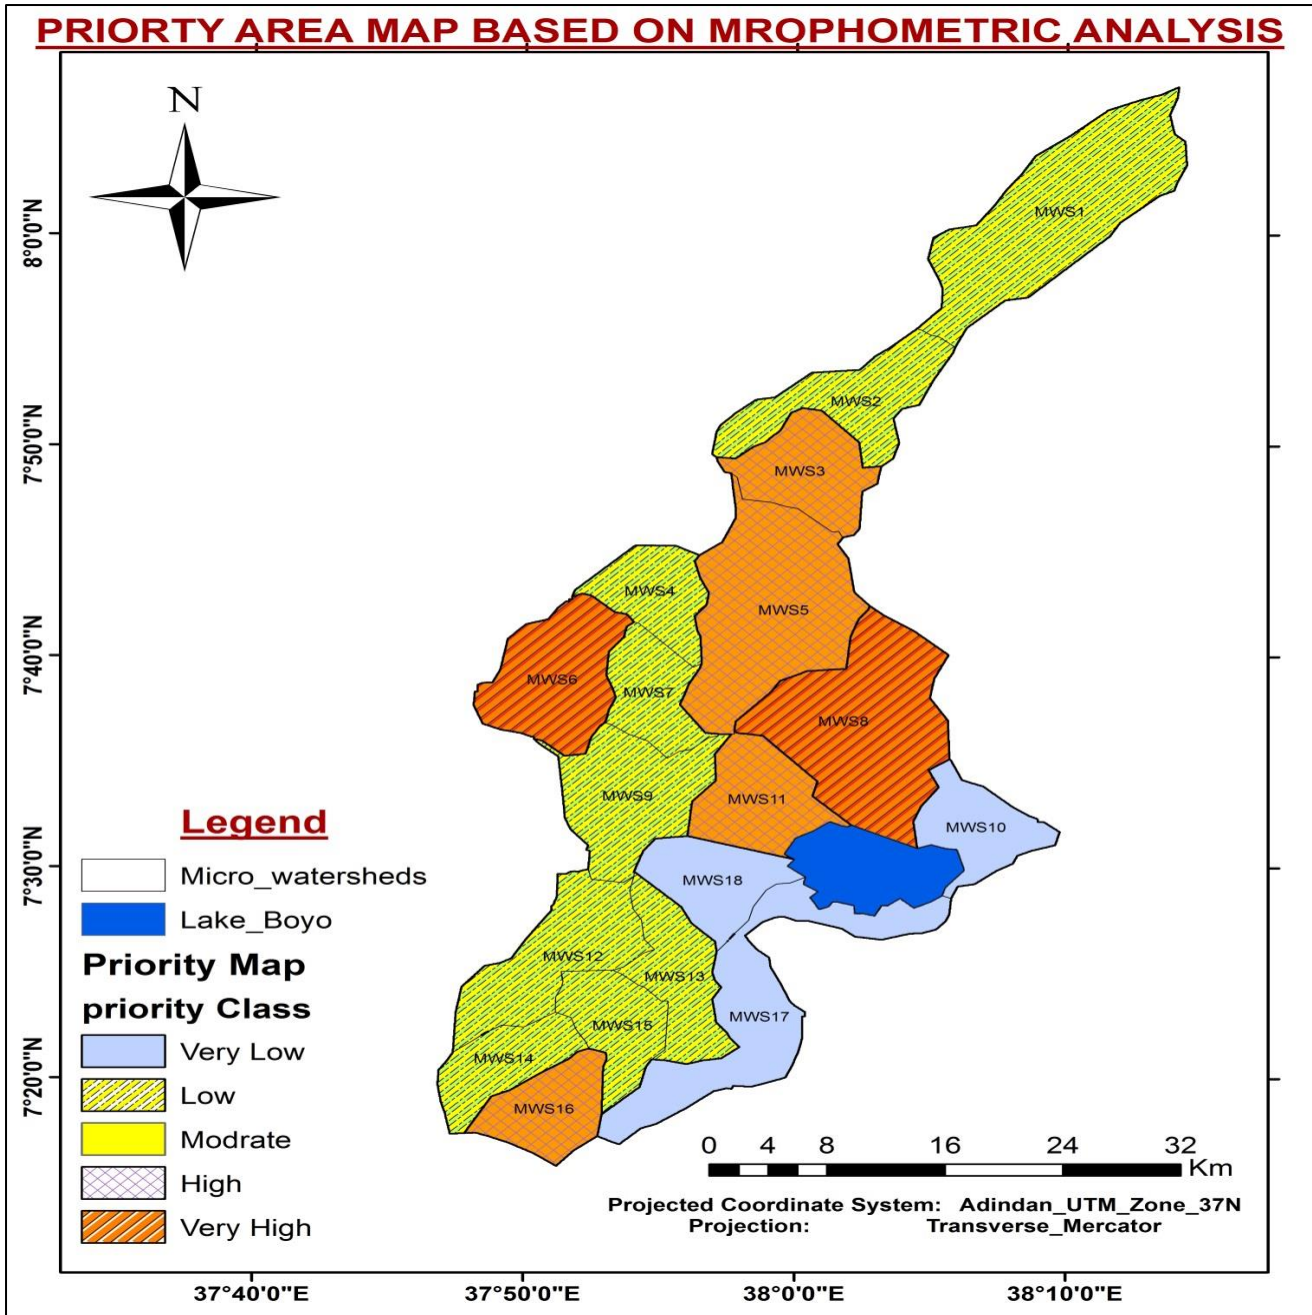 PRIORTY AREA MAP BASED ON MROPHOMETRIC ANALYSIS
N
8°0'0"N
7°50'0"N
7°40'0"N
7°30'0"N
7°20'0"N
MWS1
MWS2
MWS3
MWS4
MWS5
MWS6
MWS7
MWS8
MWS9
MWS11
MWS10
MWS18
MWS12
MWS13
MWS17
MWS15
MWS14
MWS16
Legend
Micro_watersheds
Lake_Boyo
Priority Map
priority Class
Very Low
Low
Modrate
High
Very High
0 4 8 16 24 32
Km
Projected Coordinate System: Adindan_UTM_Zone_37N
Projection: Transverse_Mercator
37°40'0"E 37°50'0"E 38°0'0"E 38°10'0"E